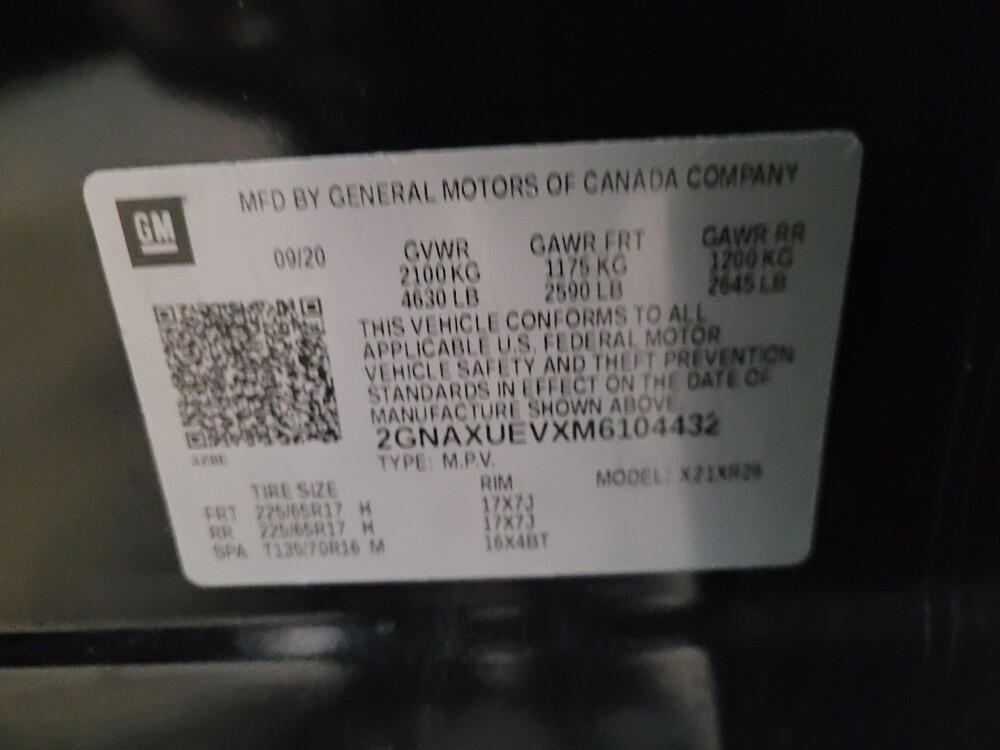 MFD BY GENERAL MOTORS OF CANADA COMPANY
GM
09/20
GVWR GAWR FRT GAWR RR
2100 KG 1175 KG 1200 KG
4630 LB 2590 LB 2645 LB
THIS VEHICLE CONFORMS TO ALL
APPLICABLE U.S. FEDERAL MOTOR
VEHICLE SAFETY AND THEFT PREVENTION
STANDARDS IN EFFECT ON THE DATE OF
MANUFACTURE SHOWN ABOVE
2GNAXUEVXM6104432
TYPE: M.P.V.
MODEL: X21XR26
TIRE SIZE RIM
FRT 225/65R17 H 17X7J
RR 225/65R17 H 17X7J
SPA T135/70R16 M 16X4BT